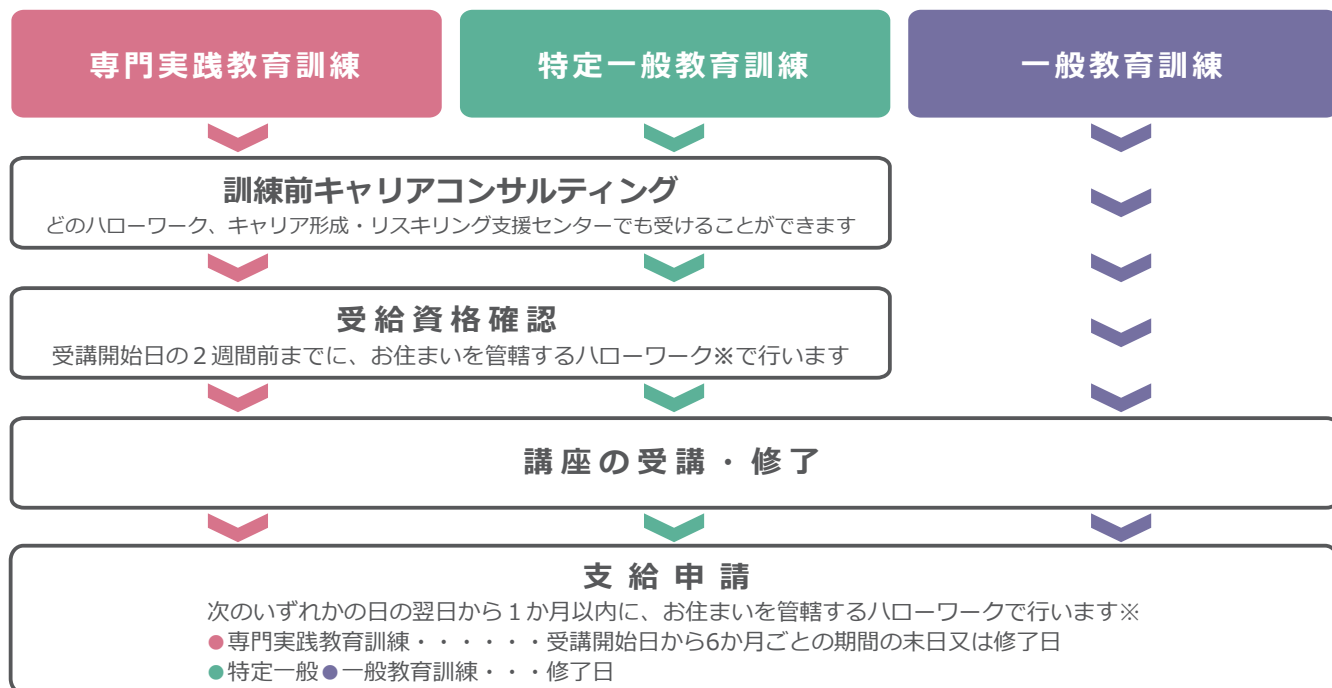 専門実践教育訓練
特定一般教育訓練
一般教育訓練
訓練前キャリアコンサルティング
どのハローワーク、キャリア形成・リスキリング支援センターでも受けることができます
受給資格確認
受講開始日の２週間前までに、お住まいを管轄するハローワーク※で行います
講座の受講・修了
支給申請
次のいずれかの日の翌日から１か月以内に、お住まいを管轄するハローワークで行います※
●専門実践教育訓練・・・・・・受講開始日から6か月ごとの期間の末日又は修了日
●特定一般●一般教育訓練・・・修了日